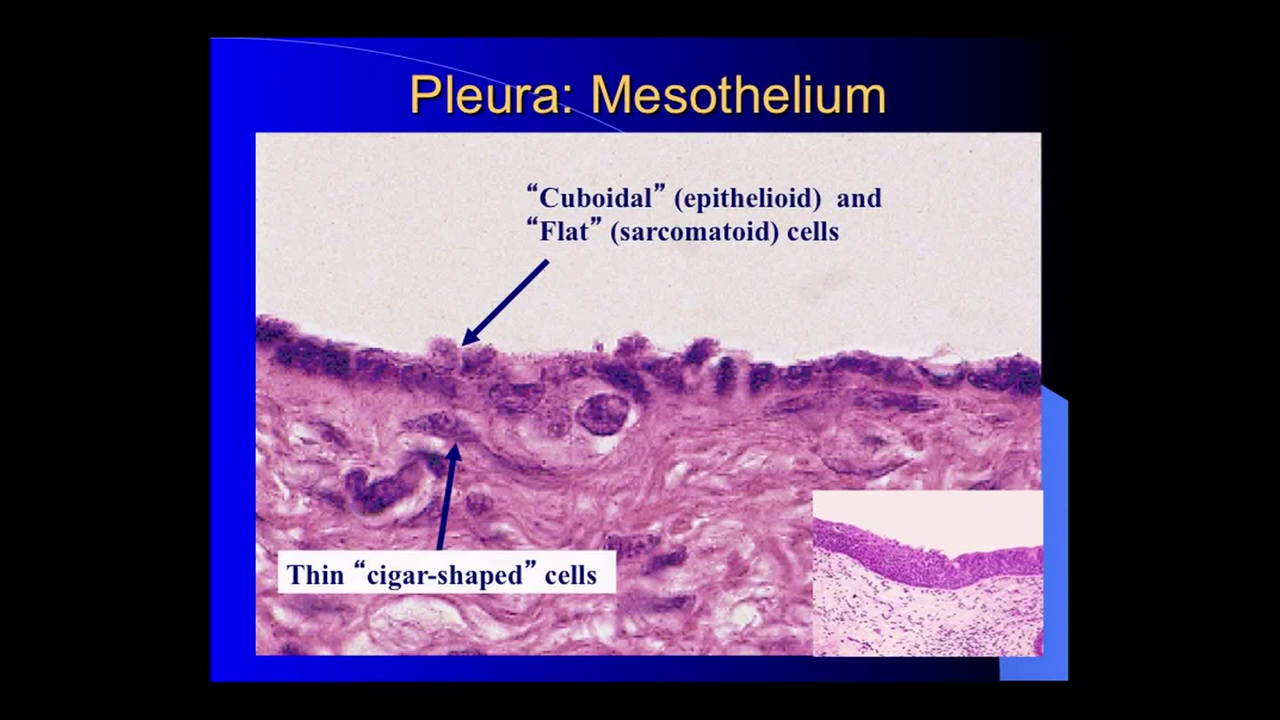 Pleura: Mesothelium
“Cuboidal” (epithelioid) and
“Flat” (sarcomatoid) cells
Thin “cigar-shaped” cells